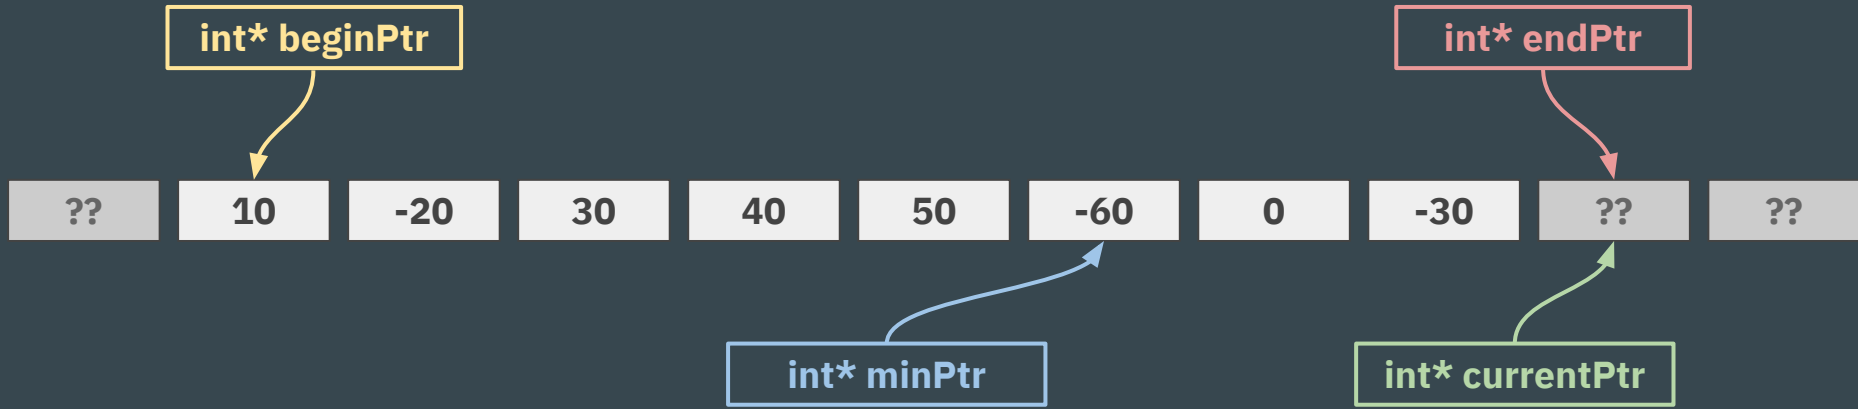 int* beginPtr
int* endPtr
?? 10 -20 30 40 50 -60 0 -30 ?? ??
int* minPtr
int* currentPtr